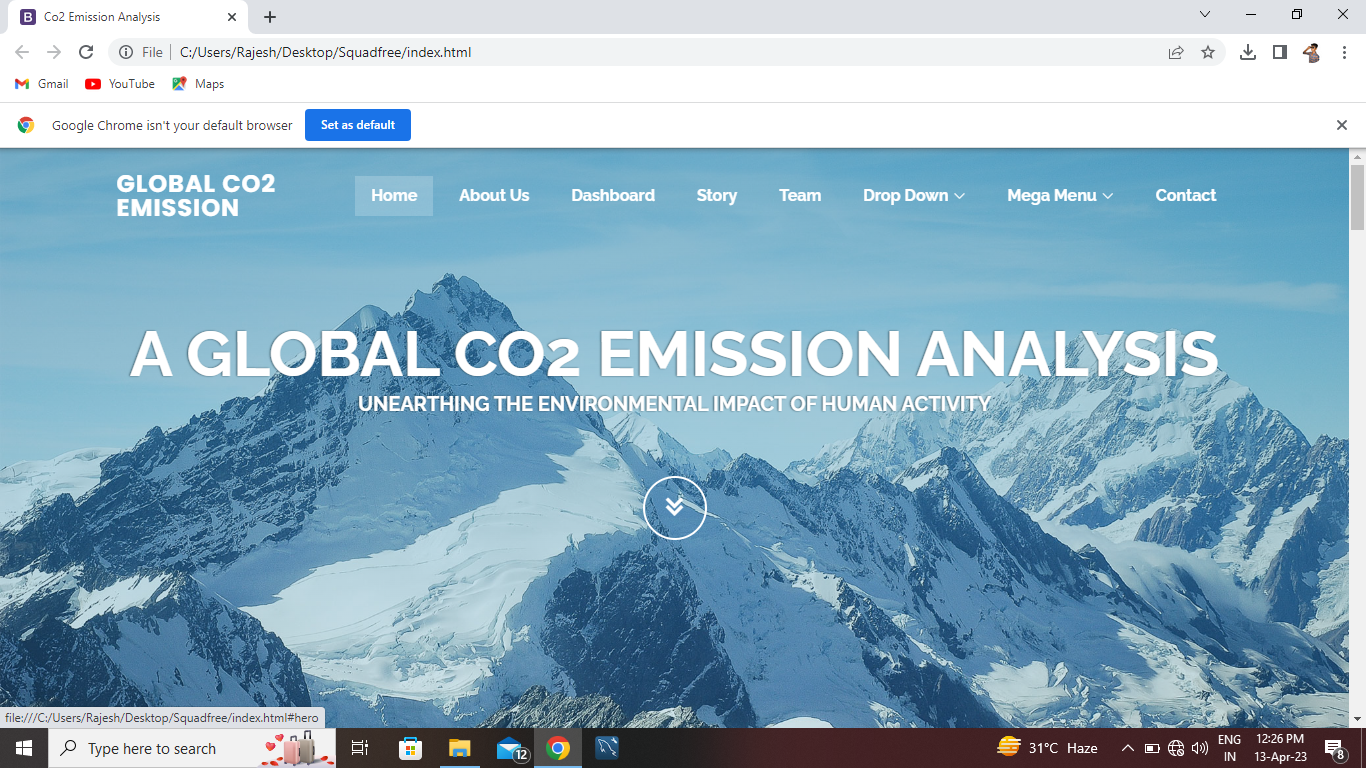 Co2 Emission Analysis
File
C:/Users/Rajesh/Desktop/Squadfree/index.html
Gmail
YouTube
Maps
Google Chrome isn't your default browser
Set as default
GLOBAL CO2
EMISSION
Home
About Us
Dashboard
Story
Team
Drop Down
Mega Menu
Contact
A GLOBAL CO2 EMISSION ANALYSIS
UNEARTHING THE ENVIRONMENTAL IMPACT OF HUMAN ACTIVITY
file:///C:/Users/Rajesh/Desktop/Squadfree/index.html#hero
Type here to search
12
31°C Haze
ENG
IN
12:26 PM
13-Apr-23
8